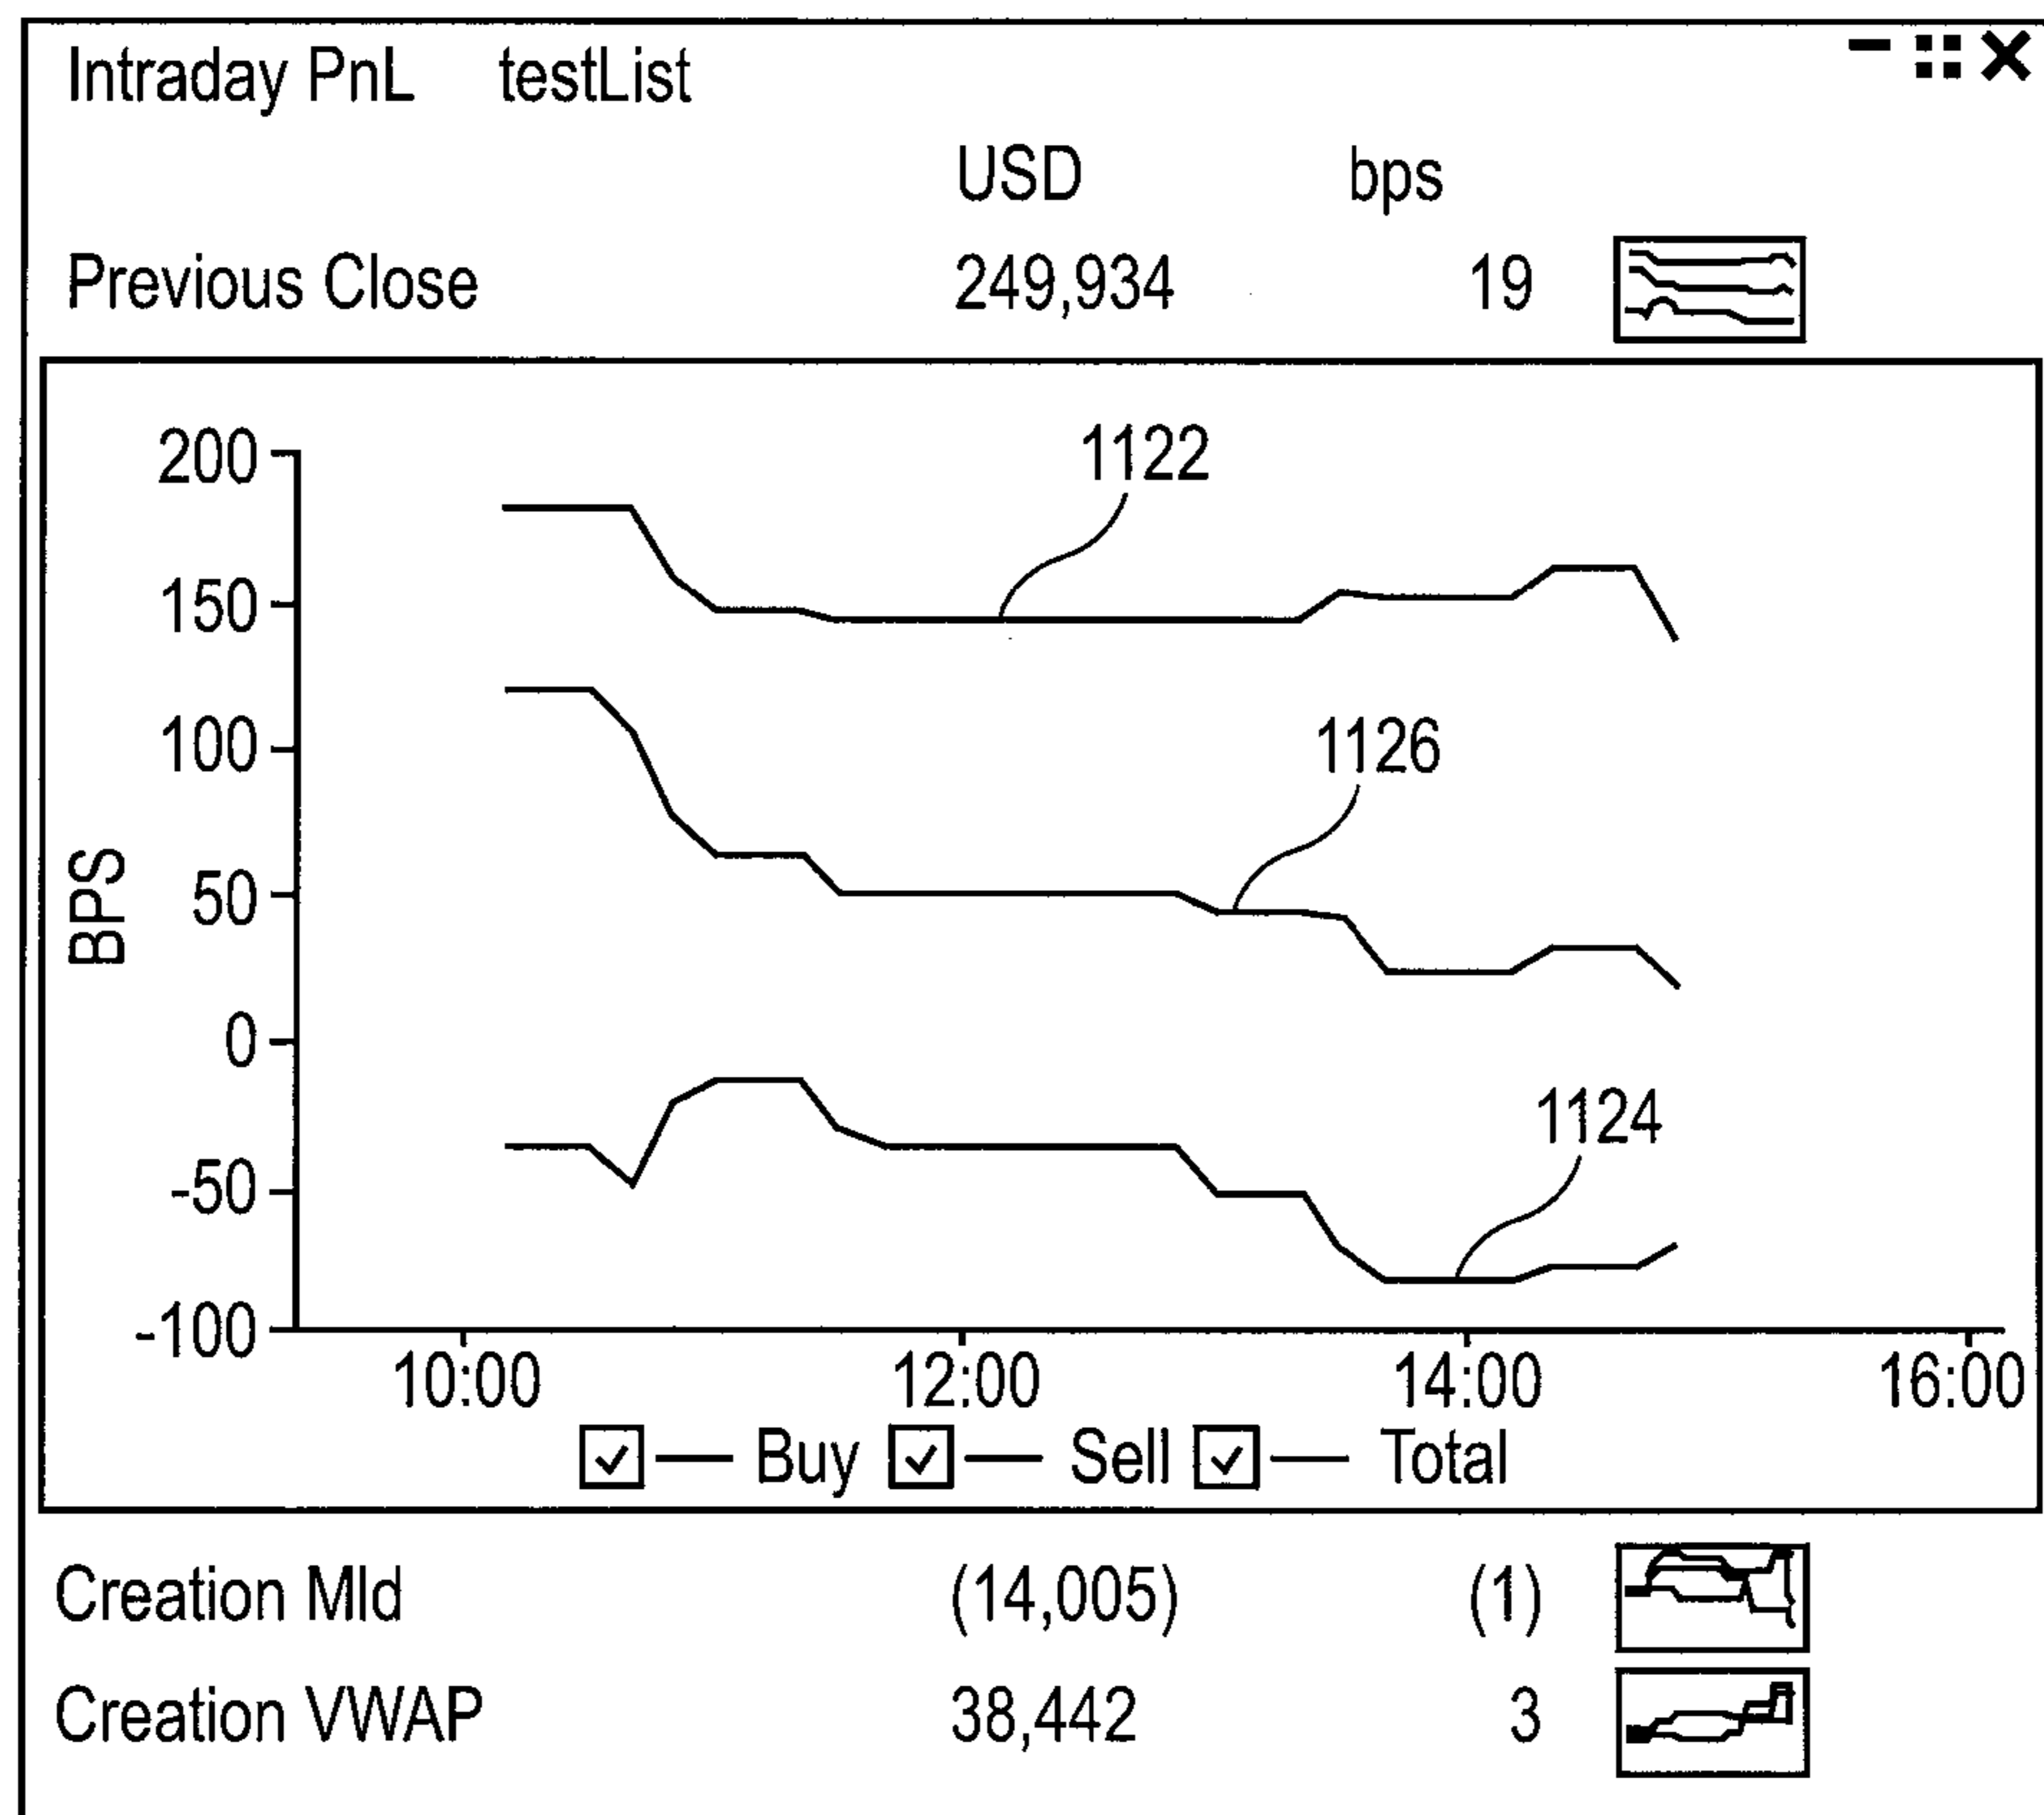 Intraday PnL testList
USD bps
Previous Close 249,934 19
200
1122
150
100
1126
50
BPS
0
1124
-50
-100
10:00 12:00 14:00 16:00
Buy Sell Total
Creation Mld (14,005) (1)
Creation VWAP 38,442 3